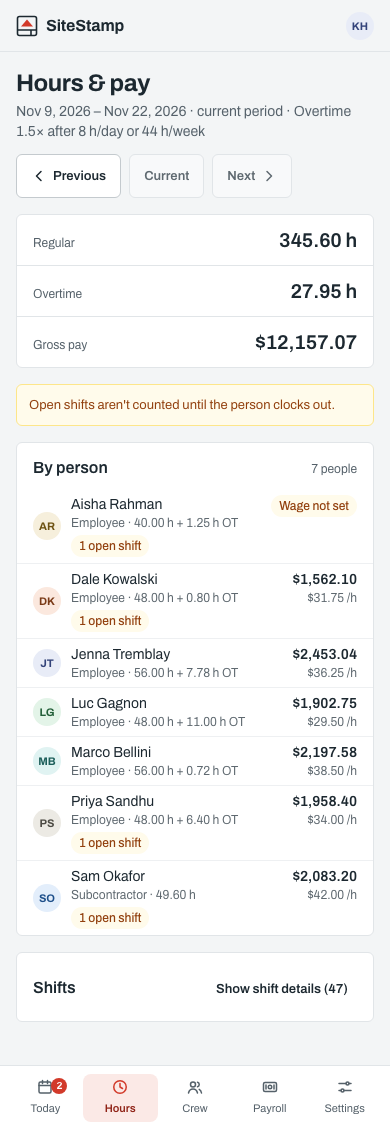 SiteStamp
KH
Hours & pay
Nov 9, 2026 – Nov 22, 2026 · current period · Overtime
1.5× after 8 h/day or 44 h/week
Previous
Current
Next
Regular
345.60 h
Overtime
27.95 h
Gross pay
$12,157.07
Open shifts aren't counted until the person clocks out.
By person
7 people
AR
Aisha Rahman
Employee · 40.00 h + 1.25 h OT
1 open shift
Wage not set
DK
Dale Kowalski
Employee · 48.00 h + 0.80 h OT
1 open shift
$1,562.10
$31.75 /h
JT
Jenna Tremblay
Employee · 56.00 h + 7.78 h OT
$2,453.04
$36.25 /h
LG
Luc Gagnon
Employee · 48.00 h + 11.00 h OT
$1,902.75
$29.50 /h
MB
Marco Bellini
Employee · 56.00 h + 0.72 h OT
$2,197.58
$38.50 /h
PS
Priya Sandhu
Employee · 48.00 h + 6.40 h OT
1 open shift
$1,958.40
$34.00 /h
SO
Sam Okafor
Subcontractor · 49.60 h
1 open shift
$2,083.20
$42.00 /h
Shifts
Show shift details (47)
2
Today
Hours
Crew
Payroll
Settings